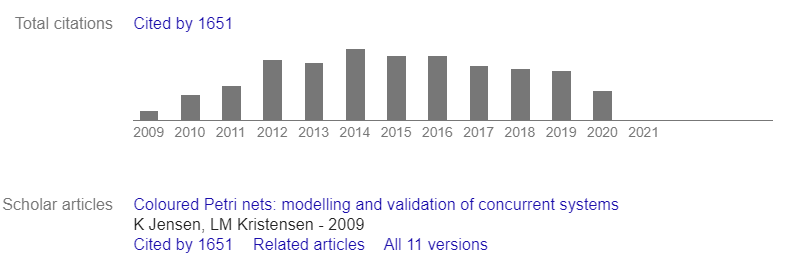 Total citations Cited by 1651
2009 2010 2011 2012 2013 2014 2015 2016 2017 2018 2019 2020 2021
Scholar articles Coloured Petri nets: modelling and validation of concurrent systems
K Jensen, LM Kristensen - 2009
Cited by 1651 Related articles All 11 versions